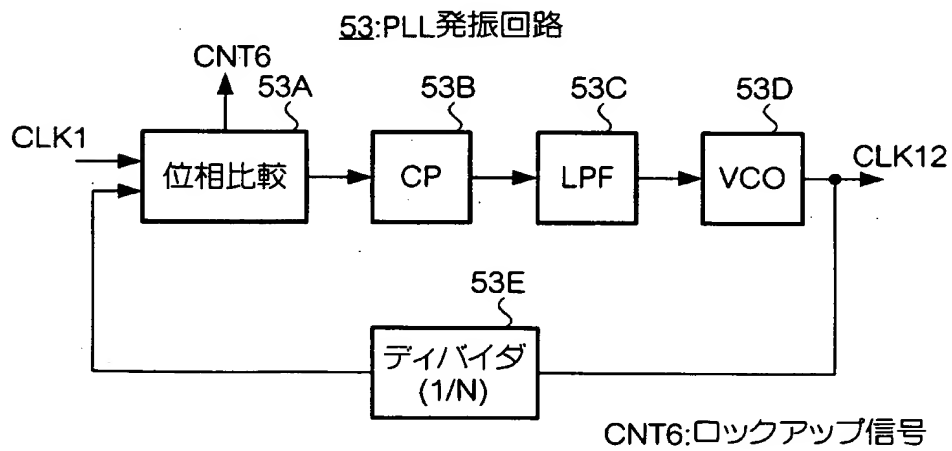 53:PLL発振回路
CNT6
53A
53B
53C
53D
CLK1
位相比較
CP
LPF
VCO
CLK12
53E
ディバイダ
(1/N)
CNT6:ロックアップ信号